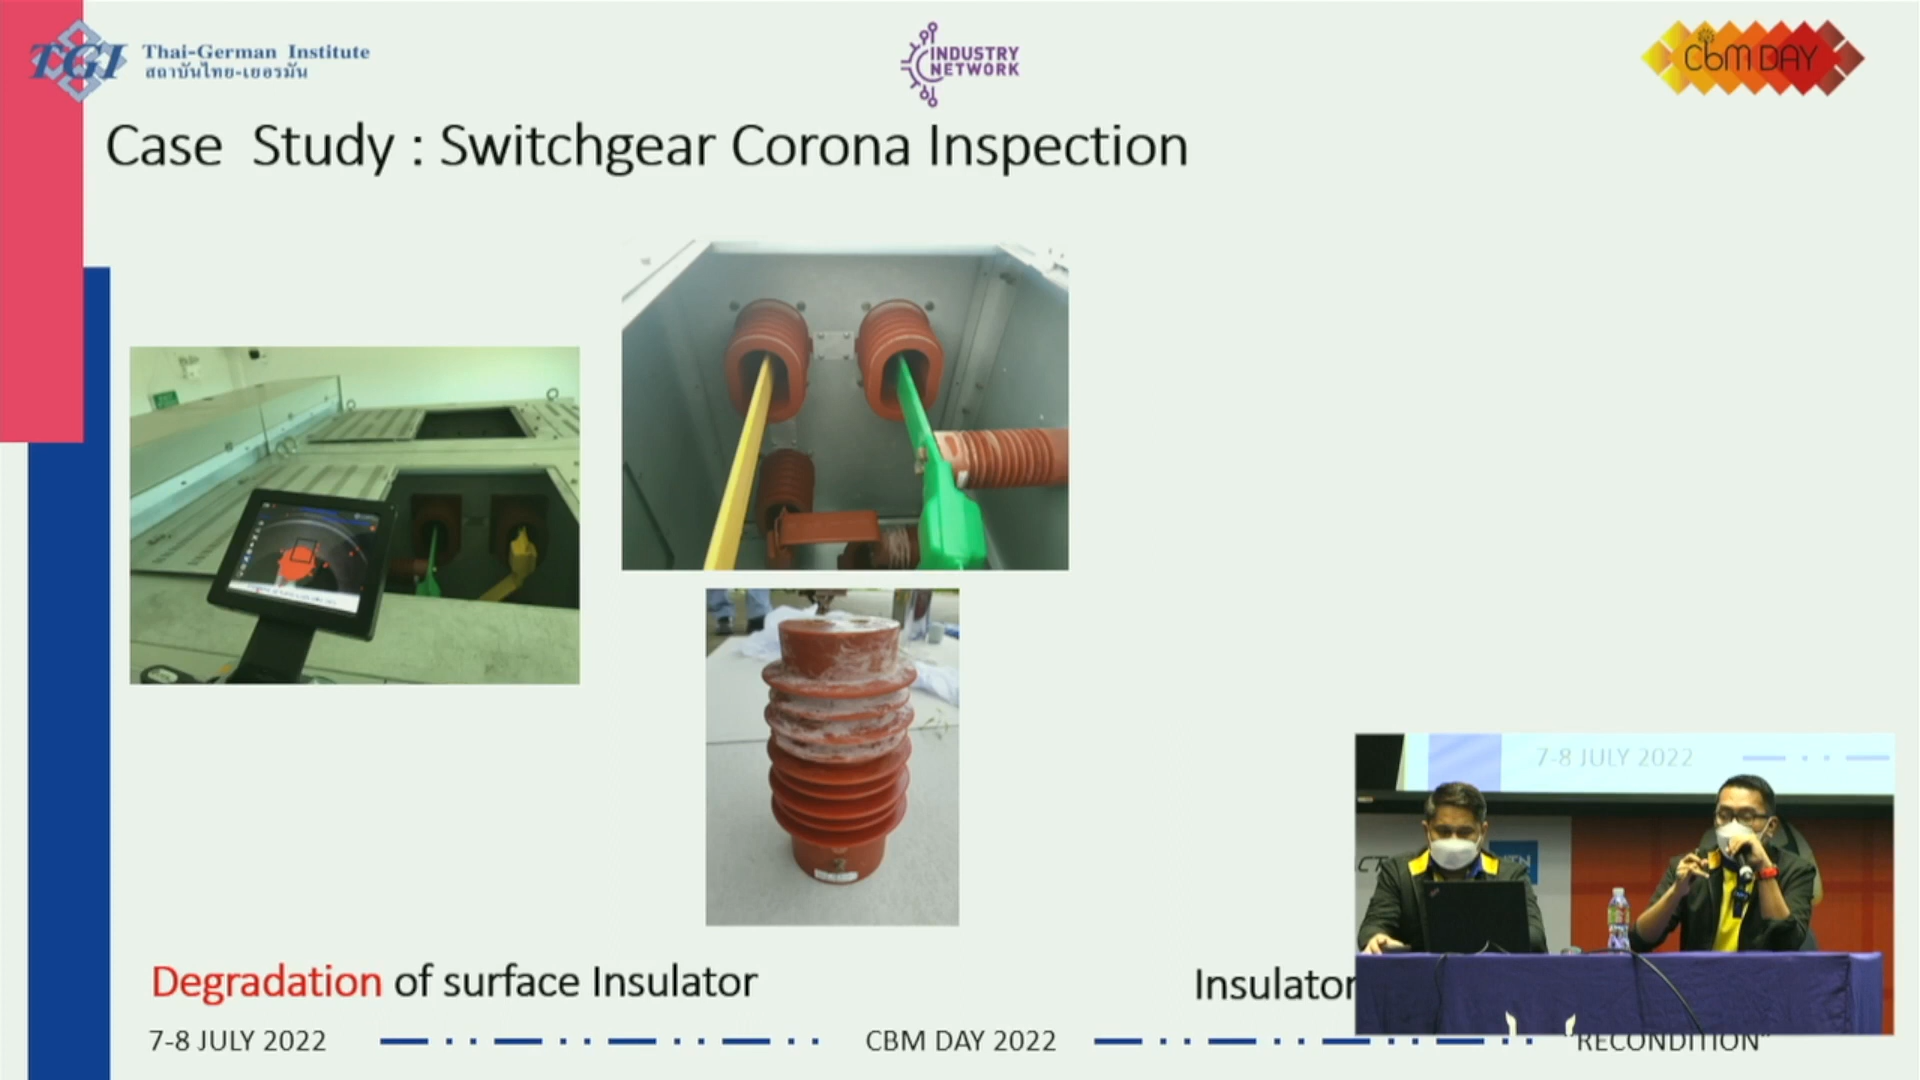 TGI Thai-German Institute
สถาบันไทย-เยอรมัน
INDUSTRY
NETWORK
cbm DAY
Case Study : Switchgear Corona Inspection
7-8 JULY 2022
CT
Degradation of surface Insulator
Insulator
7-8 JULY 2022
CBM DAY 2022
"RECONDITION"